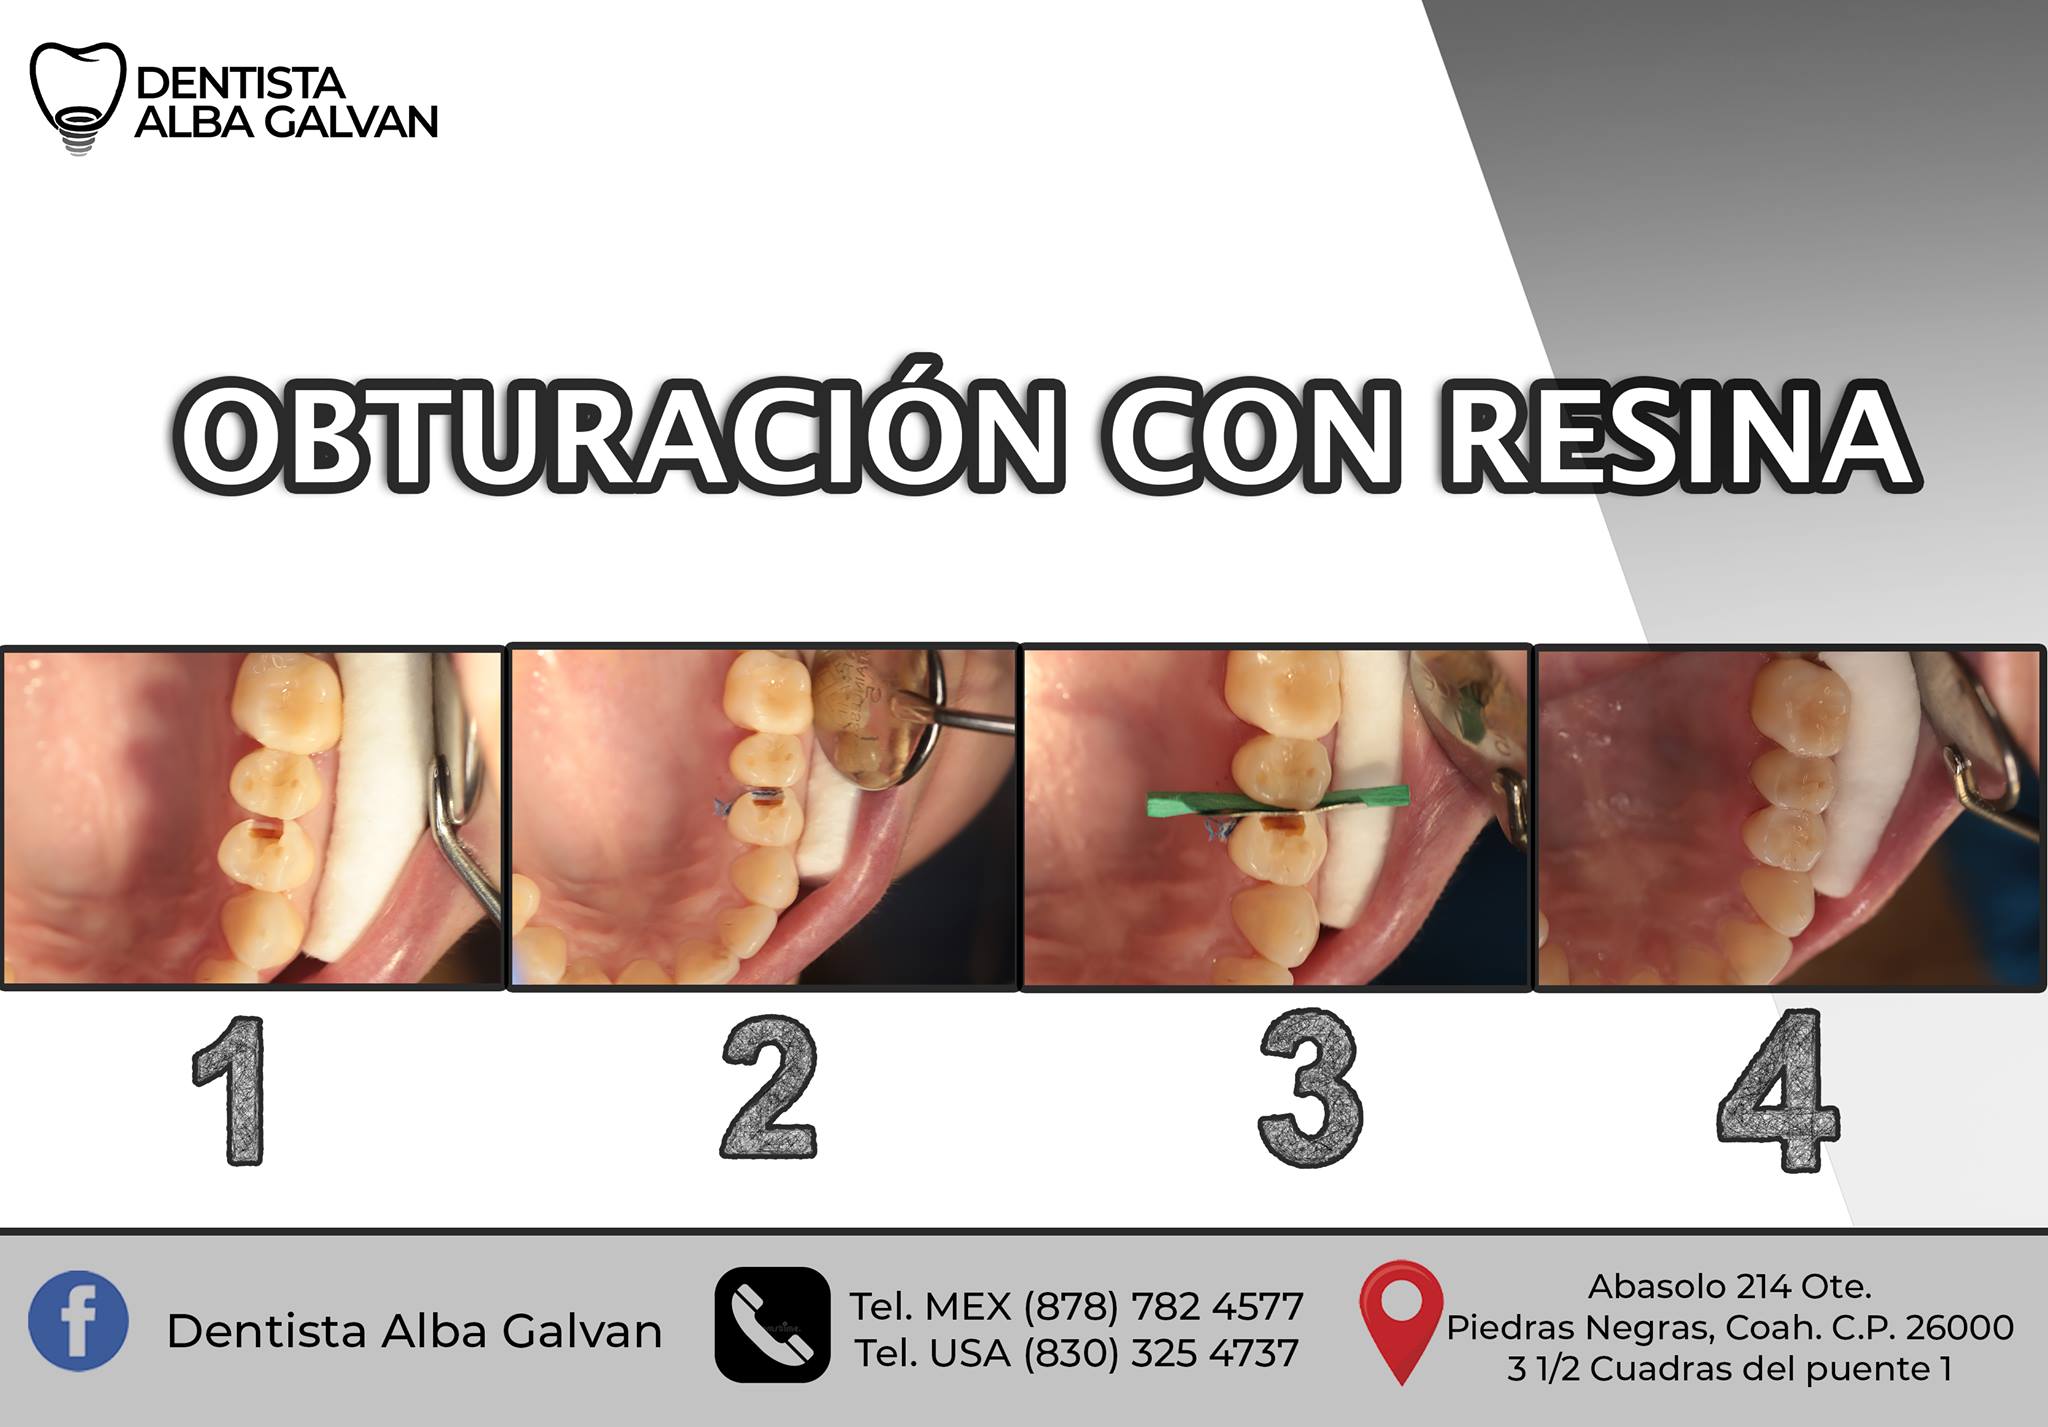 DENTISTA
ALBA GALVAN
OBTURACIÓN CON RESINA
1
2
3
4
Dentista Alba Galvan
Tel. MEX (878) 782 4577
Tel. USA (830) 325 4737
Abasolo 214 Ote.
Piedras Negras, Coah. C.P. 26000
3 1/2 Cuadras del puente 1